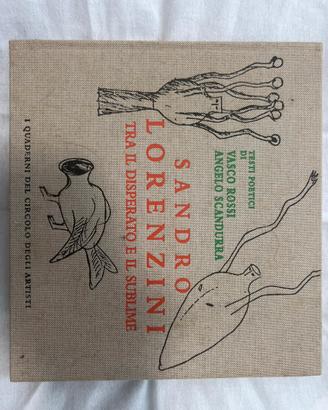 TESTI POETICI
DI
VASCO ROSSI
ANGELO SCANDURRA
SANDRO
LORENZINI
TRA IL DISPERATO E IL SUBLIME
I QUADERNI DEL CIRCOLO DEGLI ARTISTI